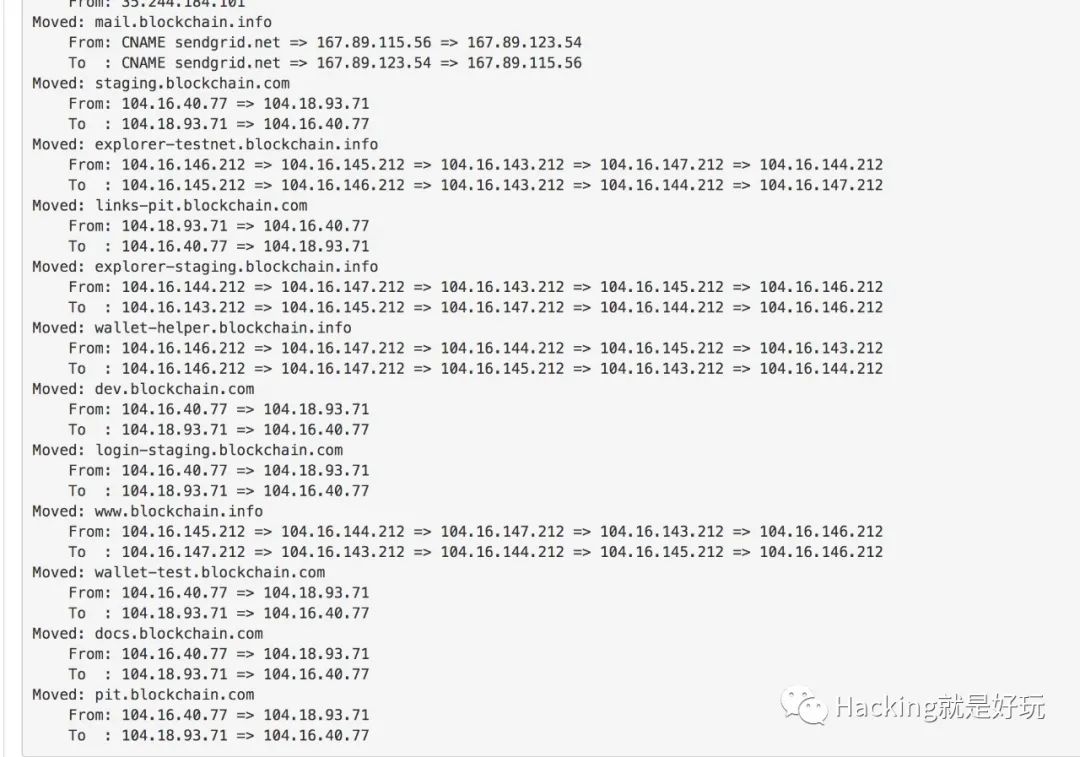 From: 35.244.184.101
Moved: mail.blockchain.info
From: CNAME sendgrid.net => 167.89.115.56 => 167.89.123.54
To : CNAME sendgrid.net => 167.89.123.54 => 167.89.115.56
Moved: staging.blockchain.com
From: 104.16.40.77 => 104.18.93.71
To : 104.18.93.71 => 104.16.40.77
Moved: explorer-testnet.blockchain.info
From: 104.16.146.212 => 104.16.145.212 => 104.16.143.212 => 104.16.147.212 => 104.16.144.212
To : 104.16.145.212 => 104.16.146.212 => 104.16.143.212 => 104.16.144.212 => 104.16.147.212
Moved: links-pit.blockchain.com
From: 104.18.93.71 => 104.16.40.77
To : 104.16.40.77 => 104.18.93.71
Moved: explorer-staging.blockchain.info
From: 104.16.144.212 => 104.16.147.212 => 104.16.143.212 => 104.16.145.212 => 104.16.146.212
To : 104.16.143.212 => 104.16.145.212 => 104.16.147.212 => 104.16.144.212 => 104.16.146.212
Moved: wallet-helper.blockchain.info
From: 104.16.146.212 => 104.16.147.212 => 104.16.144.212 => 104.16.145.212 => 104.16.143.212
To : 104.16.146.212 => 104.16.147.212 => 104.16.145.212 => 104.16.143.212 => 104.16.144.212
Moved: dev.blockchain.com
From: 104.16.40.77 => 104.18.93.71
To : 104.18.93.71 => 104.16.40.77
Moved: login-staging.blockchain.com
From: 104.16.40.77 => 104.18.93.71
To : 104.18.93.71 => 104.16.40.77
Moved: www.blockchain.info
From: 104.16.145.212 => 104.16.144.212 => 104.16.147.212 => 104.16.143.212 => 104.16.146.212
To : 104.16.147.212 => 104.16.143.212 => 104.16.144.212 => 104.16.145.212 => 104.16.146.212
Moved: wallet-test.blockchain.com
From: 104.16.40.77 => 104.18.93.71
To : 104.18.93.71 => 104.16.40.77
Moved: docs.blockchain.com
From: 104.16.40.77 => 104.18.93.71
To : 104.18.93.71 => 104.16.40.77
Moved: pit.blockchain.com
From: 104.16.40.77 => 104.18.93.71
To : 104.18.93.71 => 104.16.40.77
Hacking就是好玩